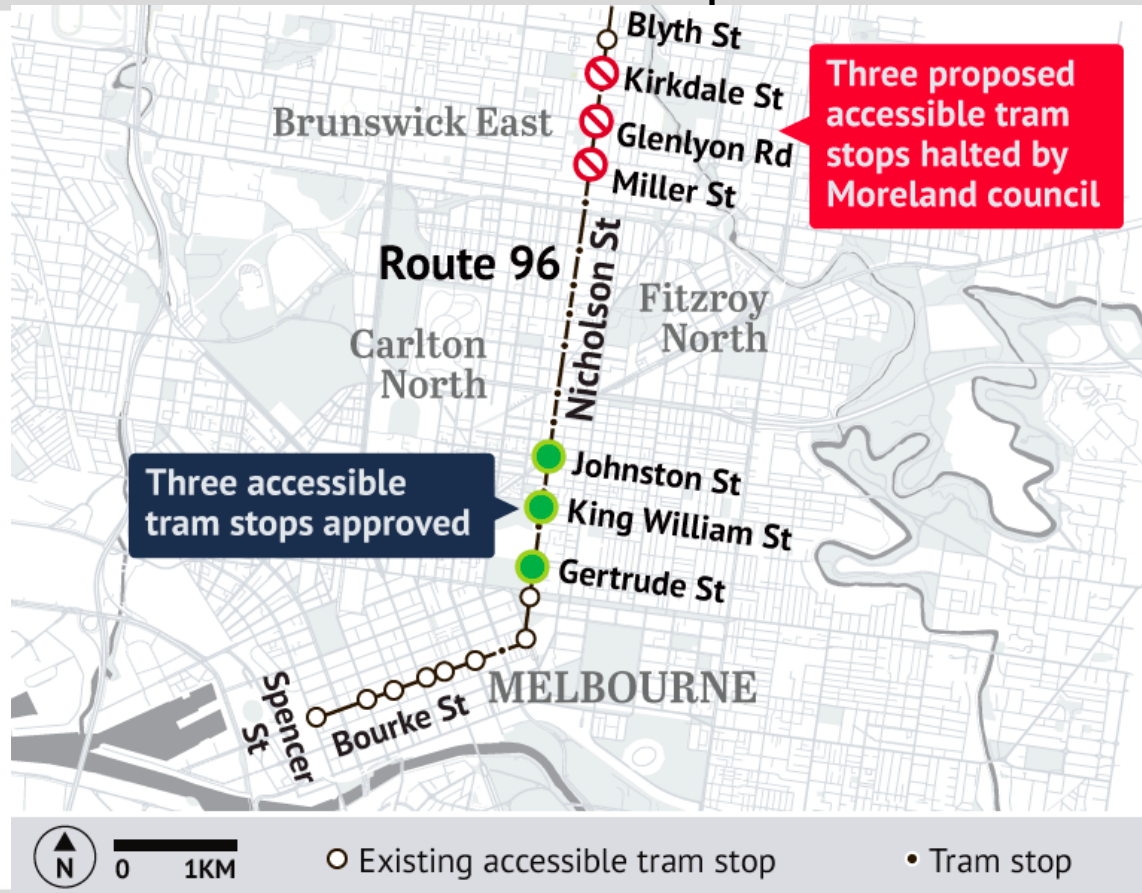 Blyth St
Kirkdale St
Three proposed
accessible tram
stops halted by
Moreland council
Brunswick East
Glenlyon Rd
Miller St
Route 96
Nicholson St
Fitzroy
North
Carlton
North
Johnston St
Three accessible
tram stops approved
King William St
Gertrude St
MELBOURNE
Spencer
St
Bourke St
N
0 1KM
Existing accessible tram stop
Tram stop